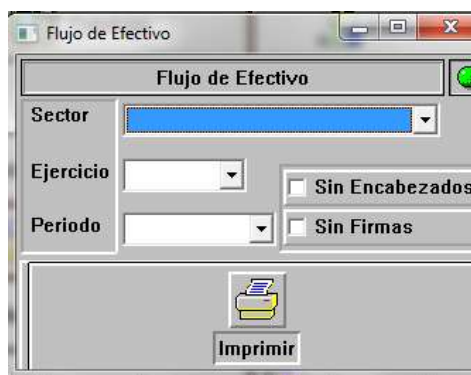 Flujo de Efectivo
Flujo de Efectivo
Sector
Ejercicio
Sin Encabezados
Periodo
Sin Firmas
Imprimir